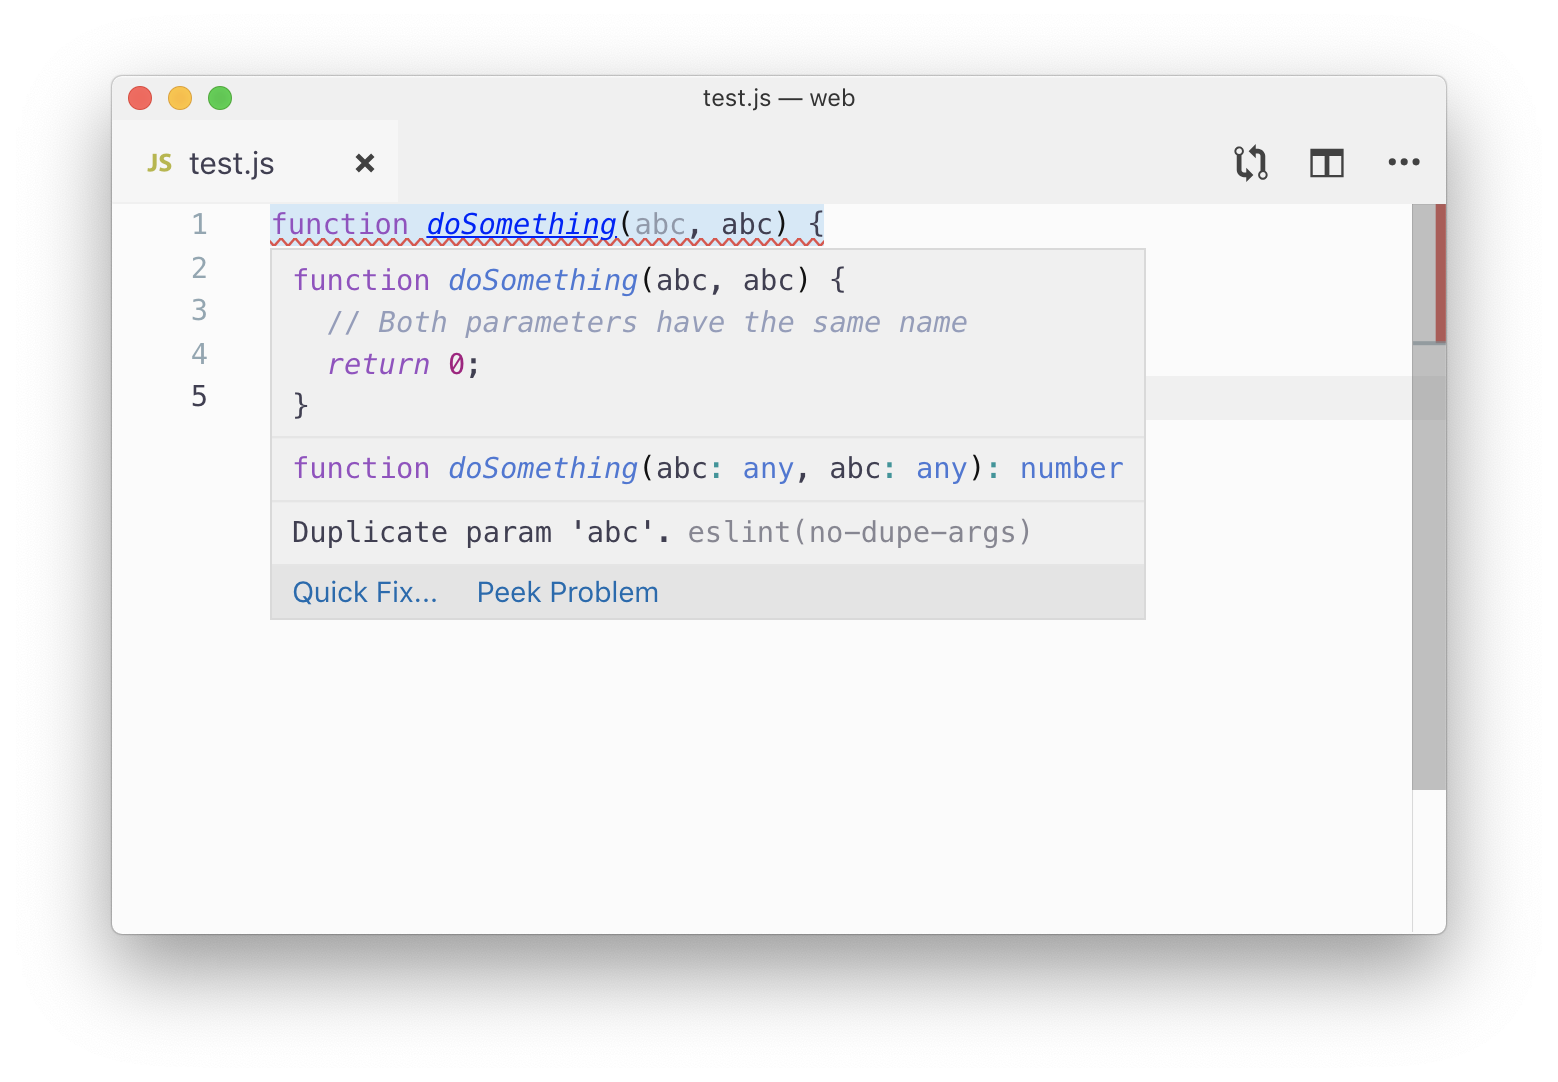 test.js — web
JS test.js
1 function doSomething(abc, abc) {
2
3
4
5
function doSomething(abc, abc) {
  // Both parameters have the same name
  return 0;
}
function doSomething(abc: any, abc: any): number
Duplicate param 'abc'. eslint(no-dupe-args)
Quick Fix... Peek Problem